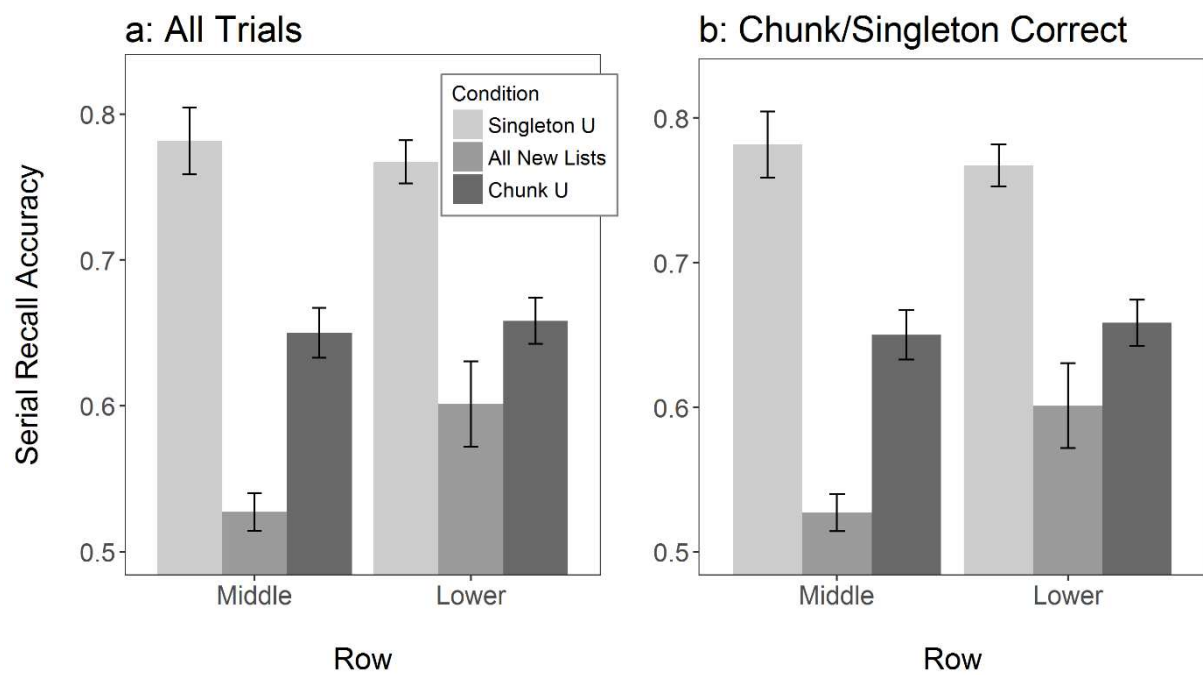 a: All Trials
Serial Recall Accuracy
0.8
0.7
0.6
0.5
Condition
Singleton U
All New Lists
Chunk U
Middle
Lower
Row
b: Chunk/Singleton Correct
0.8
0.7
0.6
0.5
Middle
Lower
Row